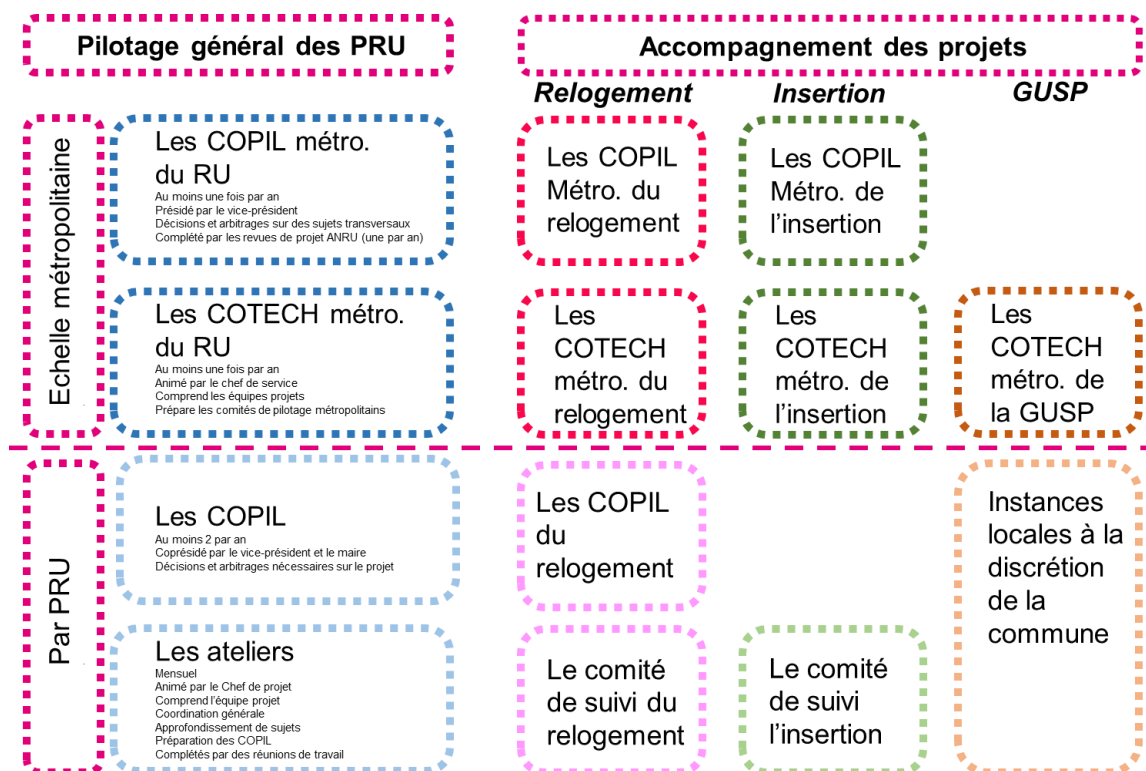 Pilotage général des PRU
Accompagnement des projets
Relogement
Insertion
GUSP
Echelle métropolitaine
Les COPIL métro.
du RU
Au moins une fois par an
Présidé par le vice-président
Décisions et arbitrages sur des sujets transversaux
Complété par les revues de projet ANRU (une par an)
Les COPIL
Métro. du
relogement
Les COPIL
Métro. de
l'insertion
Les COTECH métro.
du RU
Au moins une fois par an
Animé par le chef de service
Comprend les équipes projets
Prépare les comités de pilotage métropolitains
Les
COTECH
métro. du
relogement
Les
COTECH
métro. de
l'insertion
Les
COTECH
métro. de
la GUSP
Par PRU
Les COPIL
Au moins 2 par an
Coprésidé par le vice-président et le maire
Décisions et arbitrages nécessaires sur le projet
Les COPIL
du
relogement
Instances
locales à la
discrétion
de la
commune
Les ateliers
Mensuel
Animé par le Chef de projet
Comprend l'équipe projet
Coordination générale
Approfondissement de sujets
Préparation des COPIL
Complétés par des réunions de travail
Le comité
de suivi du
relogement
Le comité
de suivi
l'insertion